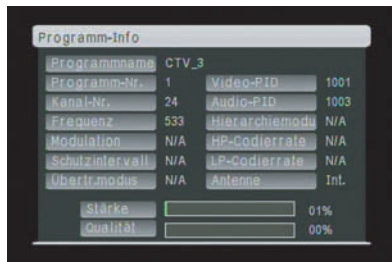 Programm-Info
Programmname CTV_3
Programm-Nr. 1 Video-PID 1001
Kanal-Nr. 24 Audio-PID 1003
Frequenz 533 Hierarchiemodu N/A
Modulation N/A HP-Codierrate N/A
Schutzintervall N/A LP-Codierrate N/A
Übertr.modus N/A Antenne Int.
Stärke 01%
Qualität 00%